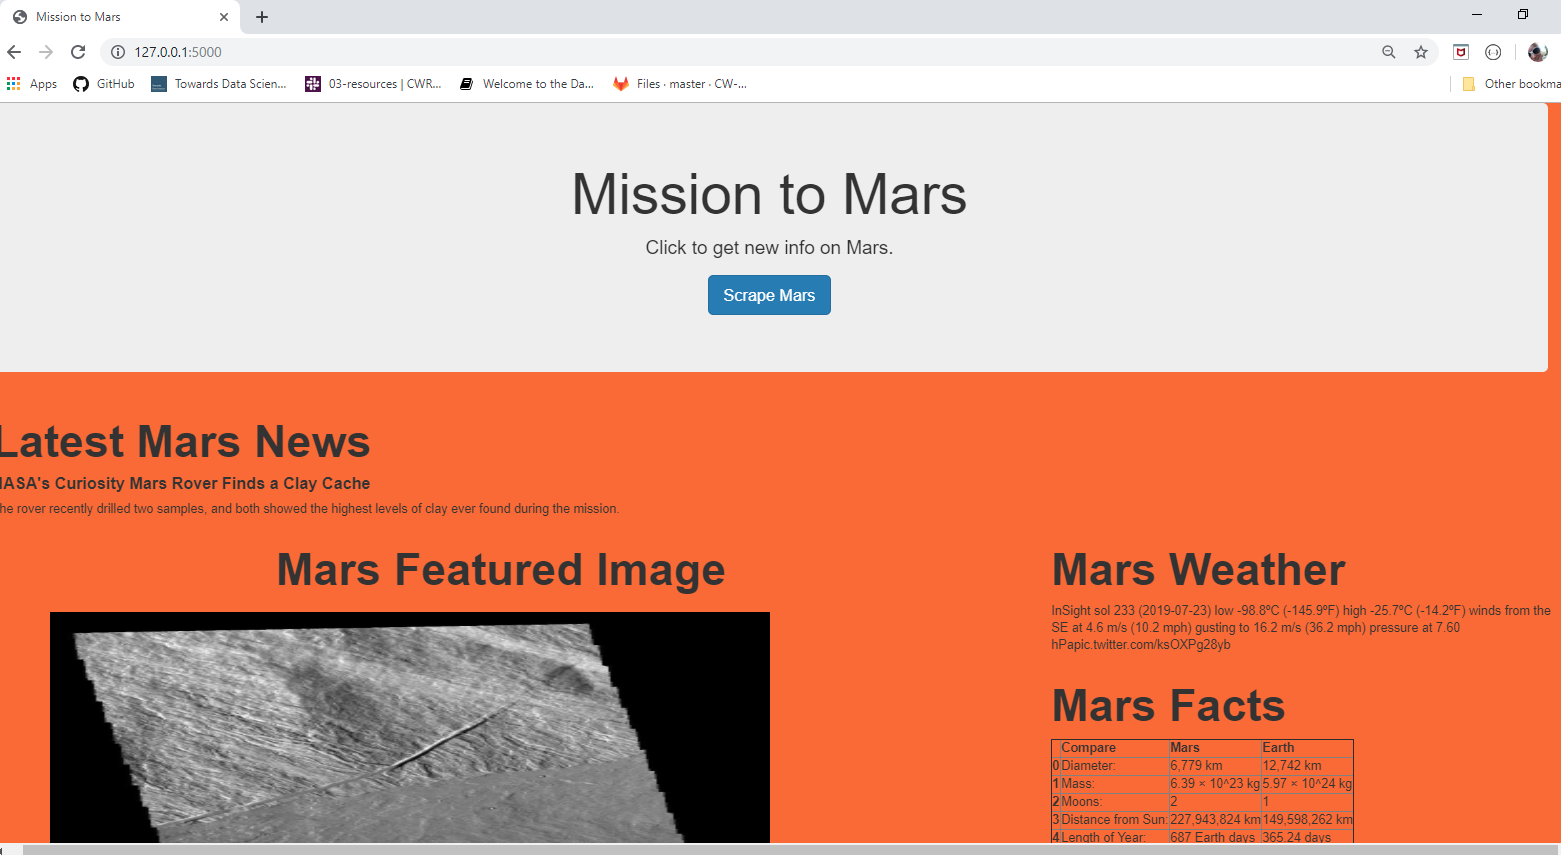 Mission to Mars
127.0.0.1:5000
Apps
GitHub
Towards Data Scien...
03-resources | CWR...
Welcome to the Da...
Files · master · CW-...
Other bookma
Mission to Mars
Click to get new info on Mars.
Scrape Mars
Latest Mars News
NASA's Curiosity Mars Rover Finds a Clay Cache
he rover recently drilled two samples, and both showed the highest levels of clay ever found during the mission.
Mars Featured Image
Mars Weather
InSight sol 233 (2019-07-23) low -98.8ºC (-145.9ºF) high -25.7ºC (-14.2ºF) winds from the
SE at 4.6 m/s (10.2 mph) gusting to 16.2 m/s (36.2 mph) pressure at 7.60
hPapic.twitter.com/ksOXPg28yb
Mars Facts
Compare Mars Earth
0 Diameter: 6,779 km 12,742 km
1 Mass: 6.39 × 10^23 kg 5.97 × 10^24 kg
2 Moons: 2 1
3 Distance from Sun: 227,943,824 km 149,598,262 km
4 Length of Year: 687 Earth days 365.24 days